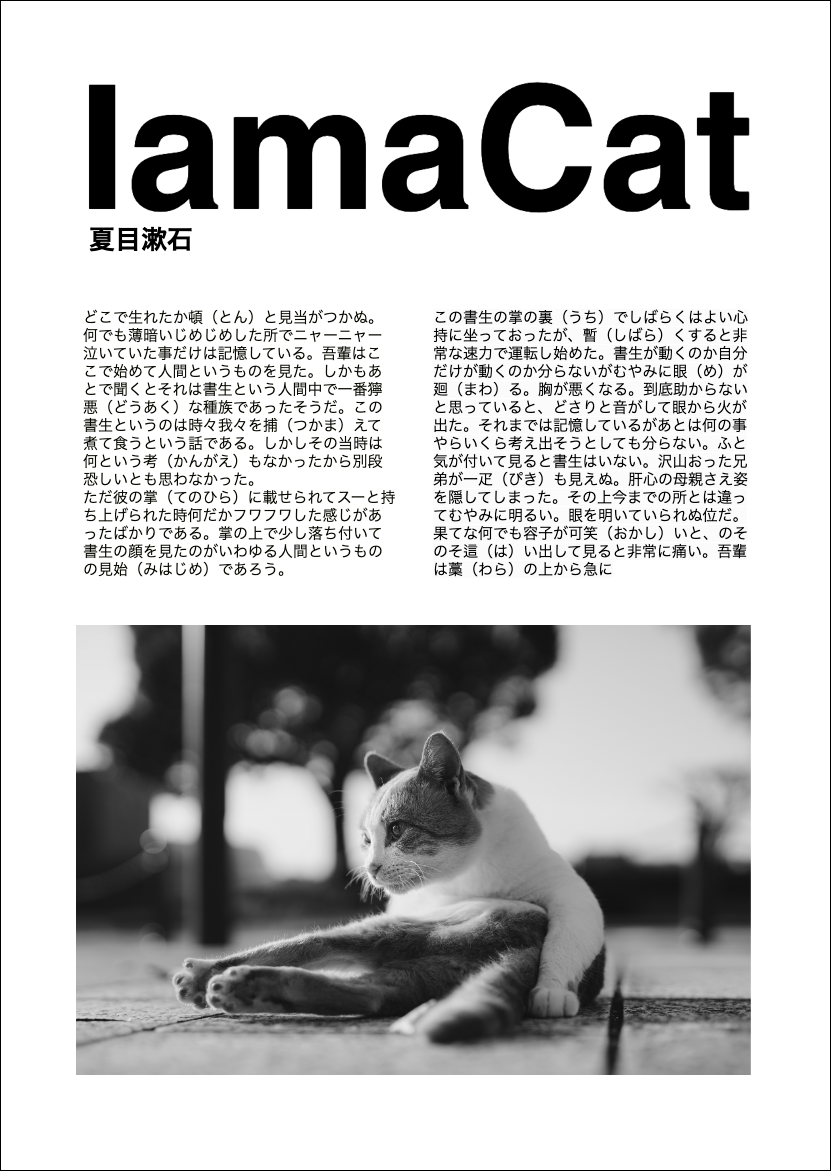 IamaCat
夏目漱石
どこで生れたか頓（とん）と見当がつかぬ。
何でも薄暗いじめじめした所でニャーニャー
泣いていた事だけは記憶している。吾輩はこ
こで始めて人間というものを見た。しかもあ
とで聞くとそれは書生という人間中で一番獰
悪（どうあく）な種族であったそうだ。この
書生というのは時々我々を捕（つかま）えて
煮て食うという話である。しかしその当時は
何という考（かんがえ）もなかったから別段
恐しいとも思わなかった。
ただ彼の掌（てのひら）に載せられてスーと持
ち上げられた時何だかフワフワした感じがあ
ったばかりである。掌の上で少し落ち付いて
書生の顔を見たのがいわゆる人間というもの
の見始（みはじめ）であろう。
この書生の掌の裏（うち）でしばらくはよい心
持に坐っておったが、暫（しばら）くすると非
常な速力で運転し始めた。書生が動くのか自分
だけが動くのか分らないがむやみに眼（め）が
廻（まわ）る。胸が悪くなる。到底助からない
と思っていると、どさりと音がして眼から火が
出た。それまでは記憶しているがあとは何の事
やらいくら考え出そうとしても分らない。ふと
気が付いて見ると書生はいない。沢山おった兄
弟が一疋（ぴき）も見えぬ。肝心の母親さえ姿
を隠してしまった。その上今までの所とは違っ
てむやみに明るい。眼を明いていられぬ位だ。
果てな何でも容子が可笑（おかし）いと、のそ
のそ這（は）い出して見ると非常に痛い。吾輩
は藁（わら）の上から急に